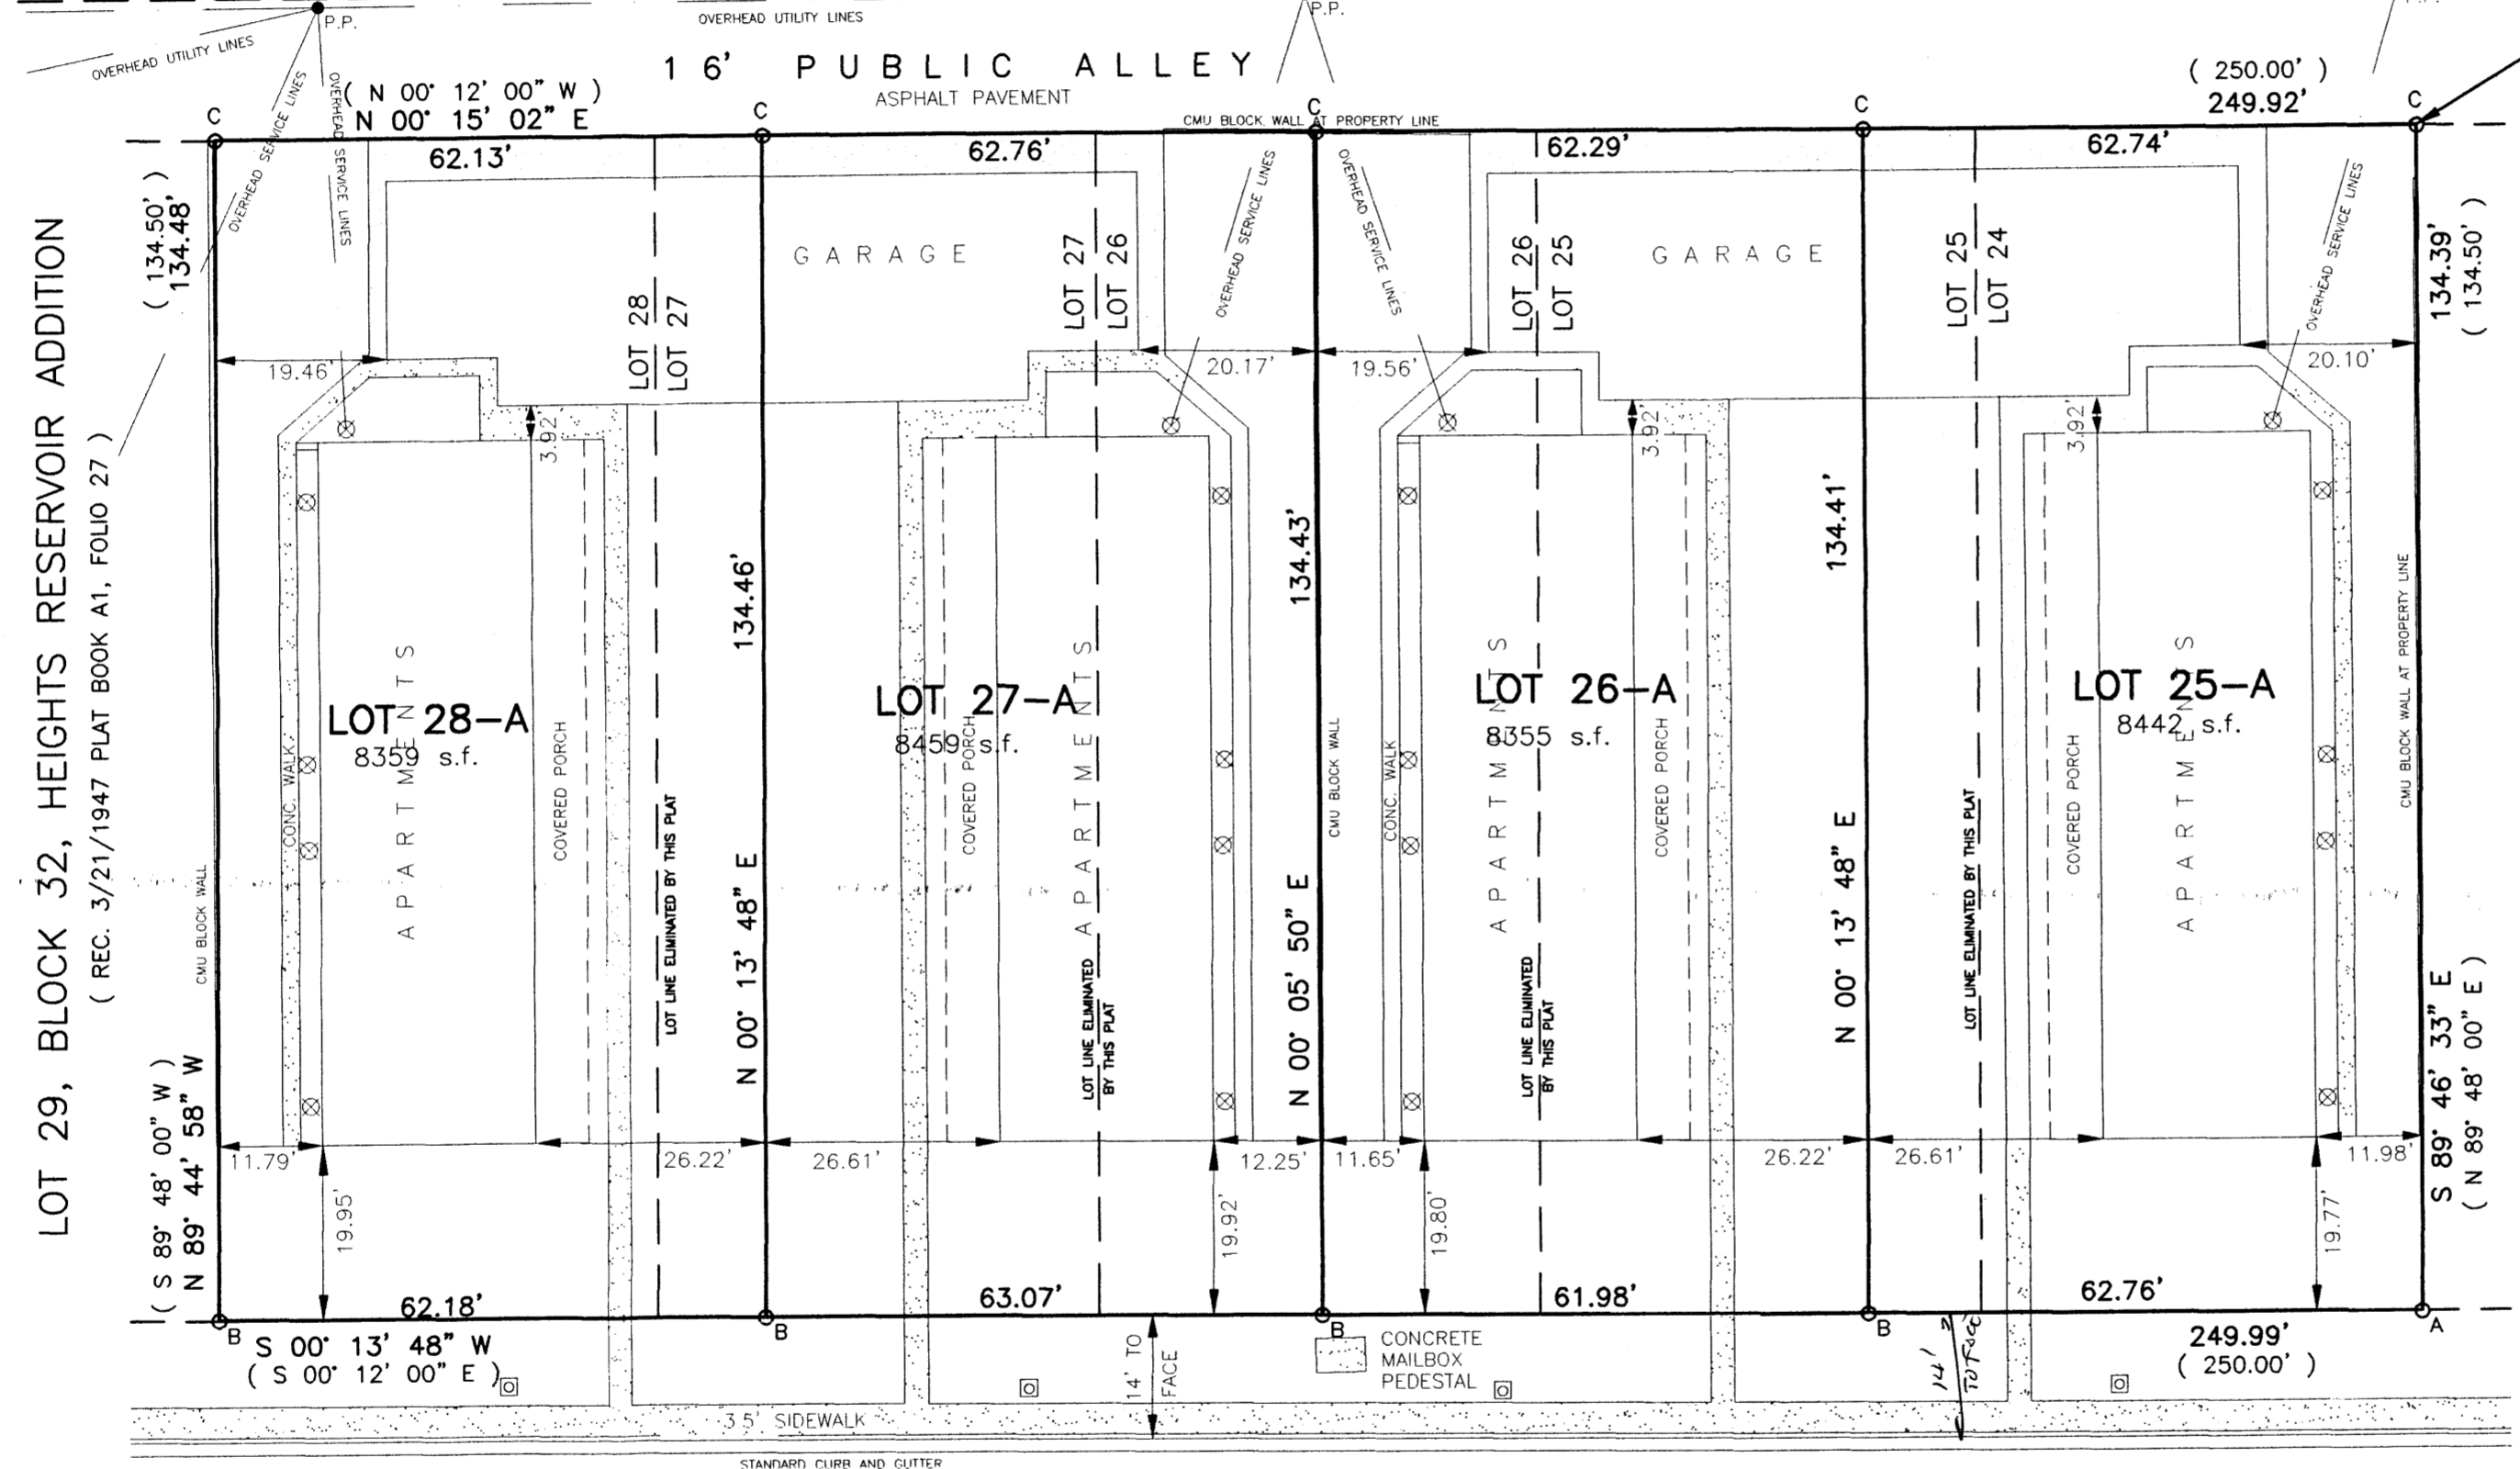 OVERHEAD UTILITY LINES
P.P.
P.P.
OVERHEAD UTILITY LINES
16' PUBLIC ALLEY
ASPHALT PAVEMENT
( 250.00' )
249.92'
( N 00° 12' 00" W )
N 00° 15' 02" E
C
C
C
C
C
CMU BLOCK WALL AT PROPERTY LINE
62.13'
62.76'
62.29'
62.74'
OVERHEAD SERVICE LINES
OVERHEAD SERVICE LINES
OVERHEAD SERVICE LINES
OVERHEAD SERVICE LINES
OVERHEAD SERVICE LINES
OVERHEAD SERVICE LINES
( 134.50' )
134.48'
134.39'
( 134.50' )
LOT 29, BLOCK 32, HEIGHTS RESERVOIR ADDITION
( REC. 3/21/1947 PLAT BOOK A1, FOLIO 27 )
GARAGE
GARAGE
LOT 28
LOT 27
LOT 27
LOT 26
LOT 26
LOT 25
LOT 25
LOT 24
19.46'
20.17'
19.56'
20.10'
3.92'
3.92'
3.92'
134.46'
134.43'
134.41'
LOT 28-A
8359 s.f.
LOT 27-A
8459 s.f.
LOT 26-A
8355 s.f.
LOT 25-A
8442 s.f.
APARTMENTS
APARTMENTS
APARTMENTS
APARTMENTS
CONC. WALK
COVERED PORCH
COVERED PORCH
CONC. WALK
COVERED PORCH
COVERED PORCH
CMU BLOCK WALL
CMU BLOCK WALL
CMU BLOCK WALL AT PROPERTY LINE
LOT LINE ELIMINATED BY THIS PLAT
LOT LINE ELIMINATED
BY THIS PLAT
LOT LINE ELIMINATED
BY THIS PLAT
LOT LINE ELIMINATED BY THIS PLAT
N 00° 13' 48" E
N 00° 05' 50" E
N 00° 13' 48" E
( S 89° 48' 00" W )
N 89° 44' 58" W
S 89° 46' 33" E
( N 89° 48' 00" E )
11.79'
26.22'
26.61'
12.25'
11.65'
26.22'
26.61'
11.98'
19.95'
19.92'
19.80'
19.77'
62.18'
63.07'
61.98'
62.76'
B
B
B
B
A
S 00° 13' 48" W
( S 00° 12' 00" E )
249.99'
( 250.00' )
14' TO
FACE
CONCRETE
MAILBOX
PEDESTAL
14'
3.5' SIDEWALK
STANDARD CURB AND GUTTER